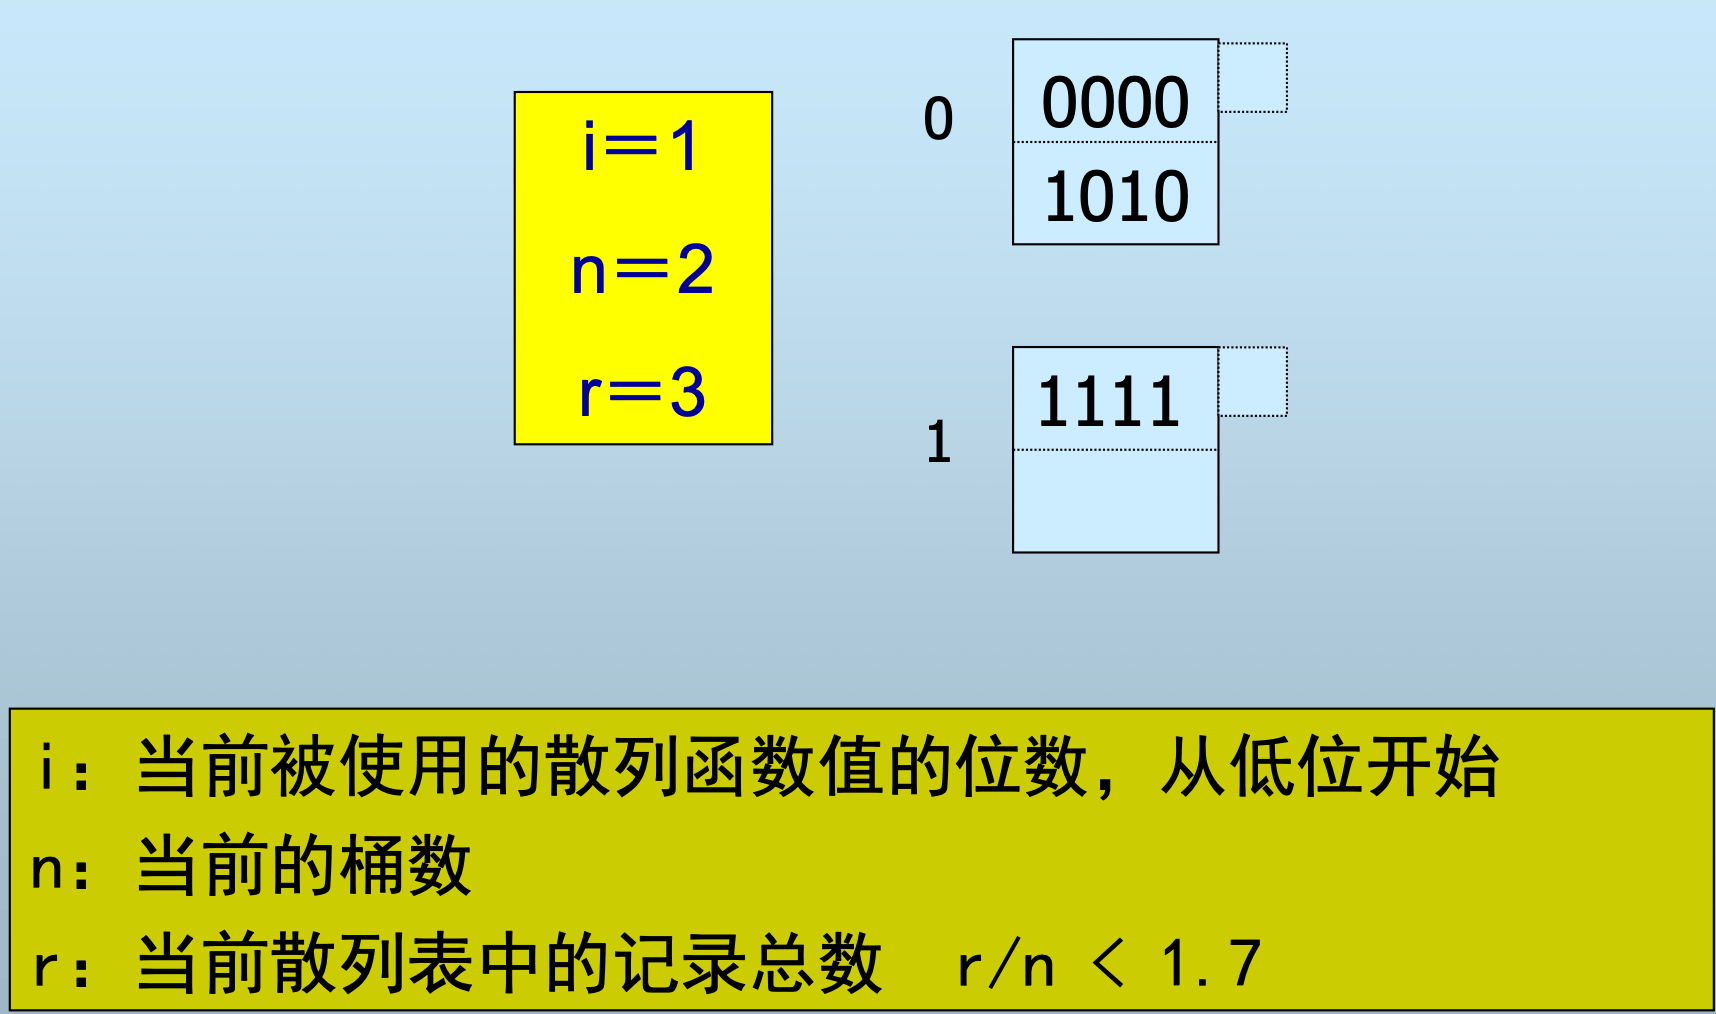 i＝1
n＝2
r＝3
0
0000
1010
1
1111
i：当前被使用的散列函数值的位数，从低位开始
n：当前的桶数
r：当前散列表中的记录总数 r/n < 1.7